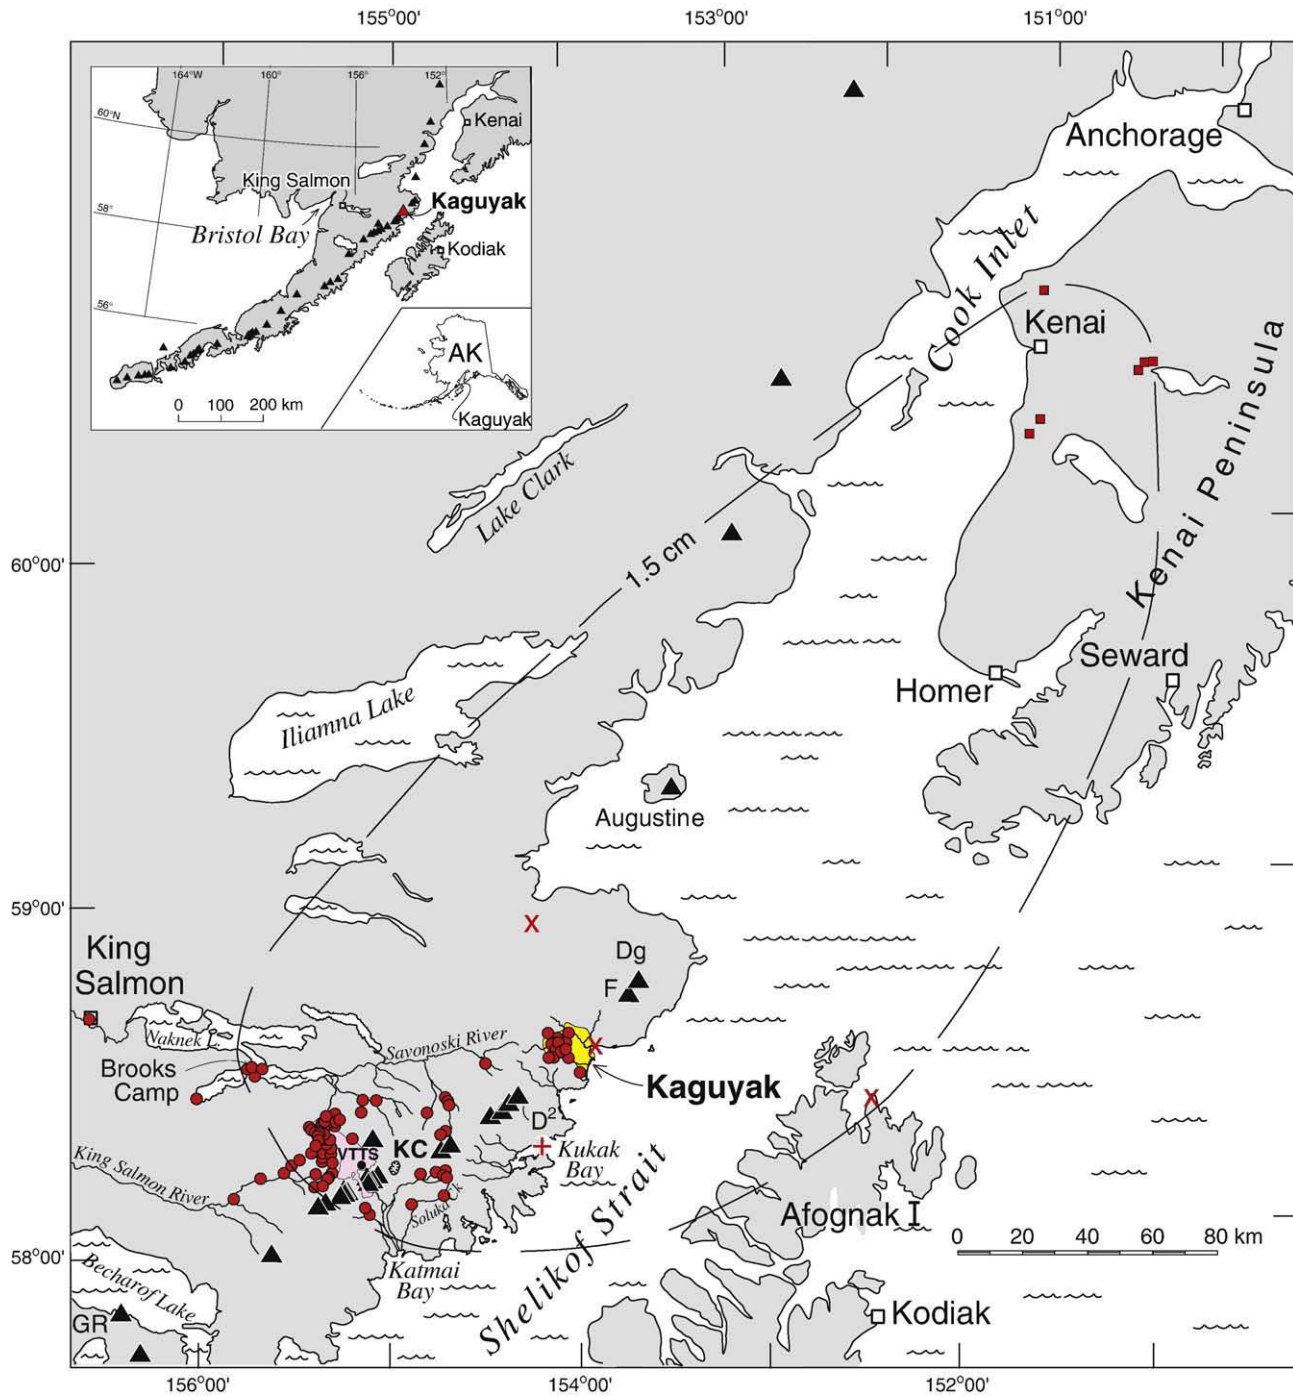 155°00'
153°00'
151°00'
164°W
160°
156°
152°
60°N
Kenai
King Salmon
Kaguyak
58°
Bristol Bay
Kodiak
56°
AK
0 100 200 km
Kaguyak
Anchorage
Cook Inlet
Kenai
Kenai Peninsula
Lake Clark
60°00'
1.5 cm
Seward
Homer
Iliamna Lake
Augustine
59°00'
X
King
Salmon
Dg
F
Naknek L.
Savonoski River
X
Brooks
Camp
Kaguyak
X
D²
VTTS
KC
Kukak
Bay
King Salmon River
Soluka Ck
Shelikof Strait
Afognak I
0 20 40 60 80 km
58°00'
Katmai
Bay
Becharof Lake
GR
Kodiak
156°00'
154°00'
152°00'